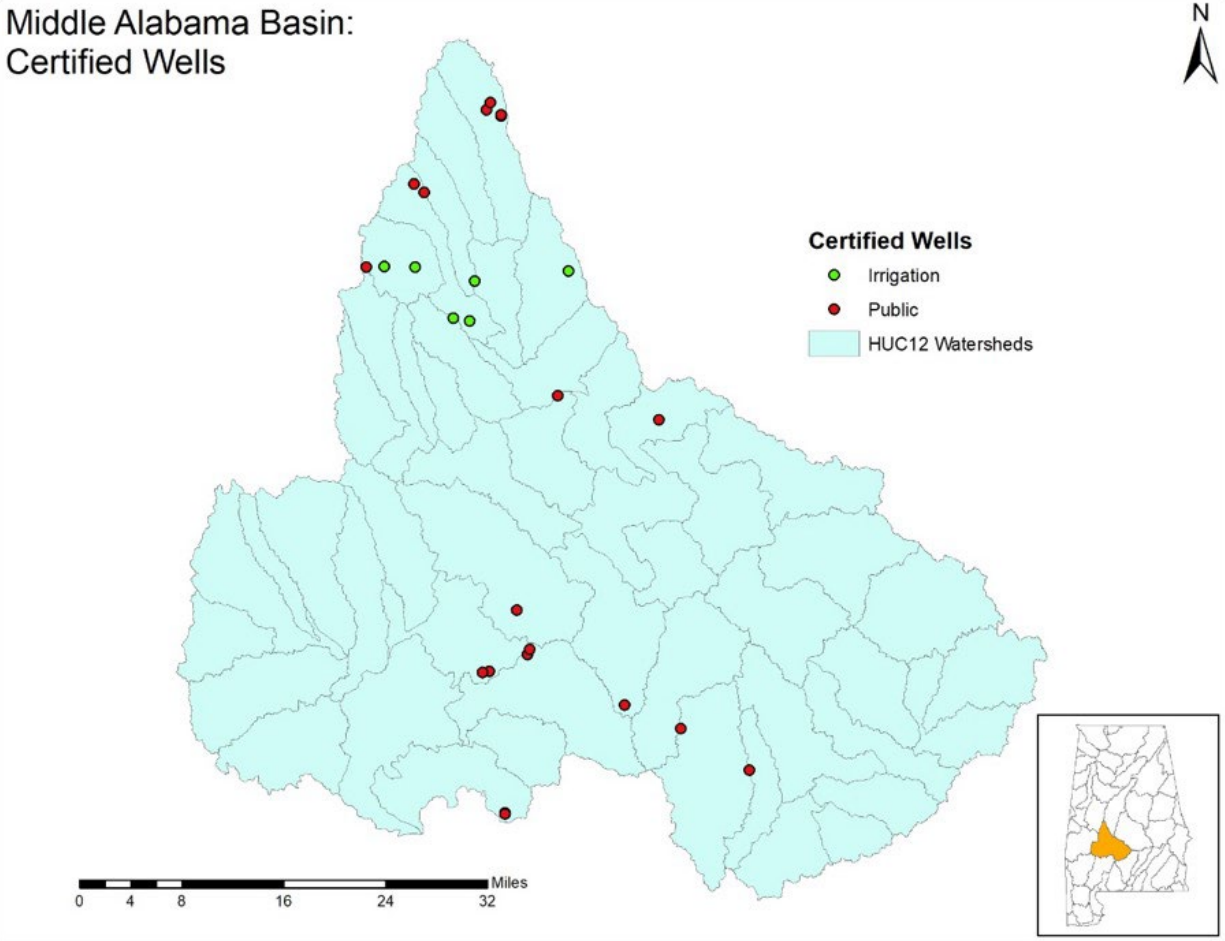 Middle Alabama Basin:
Certified Wells
N
Certified Wells
Irrigation
Public
HUC12 Watersheds
Miles
0 4 8 16 24 32